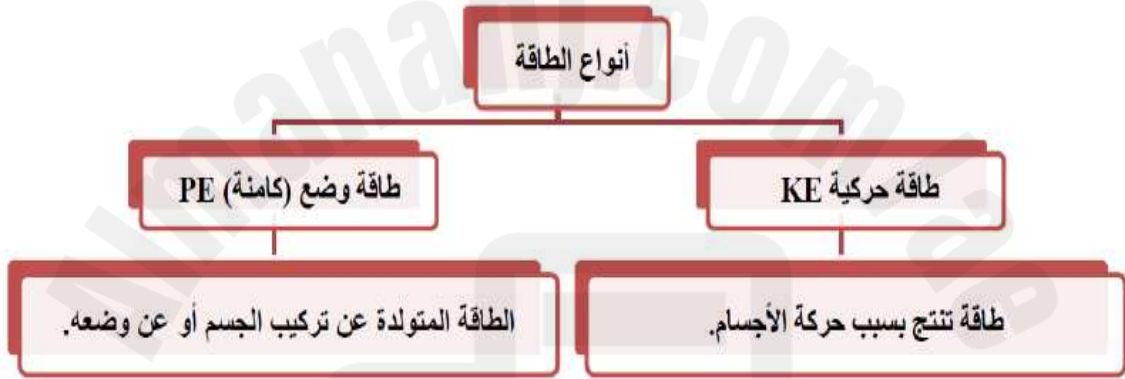 أنواع الطاقة
طاقة حركية KE
طاقة وضع (كامنة) PE
طاقة تنتج بسبب حركة الأجسام.
الطاقة المتولدة عن تركيب الجسم أو عن وضعه.